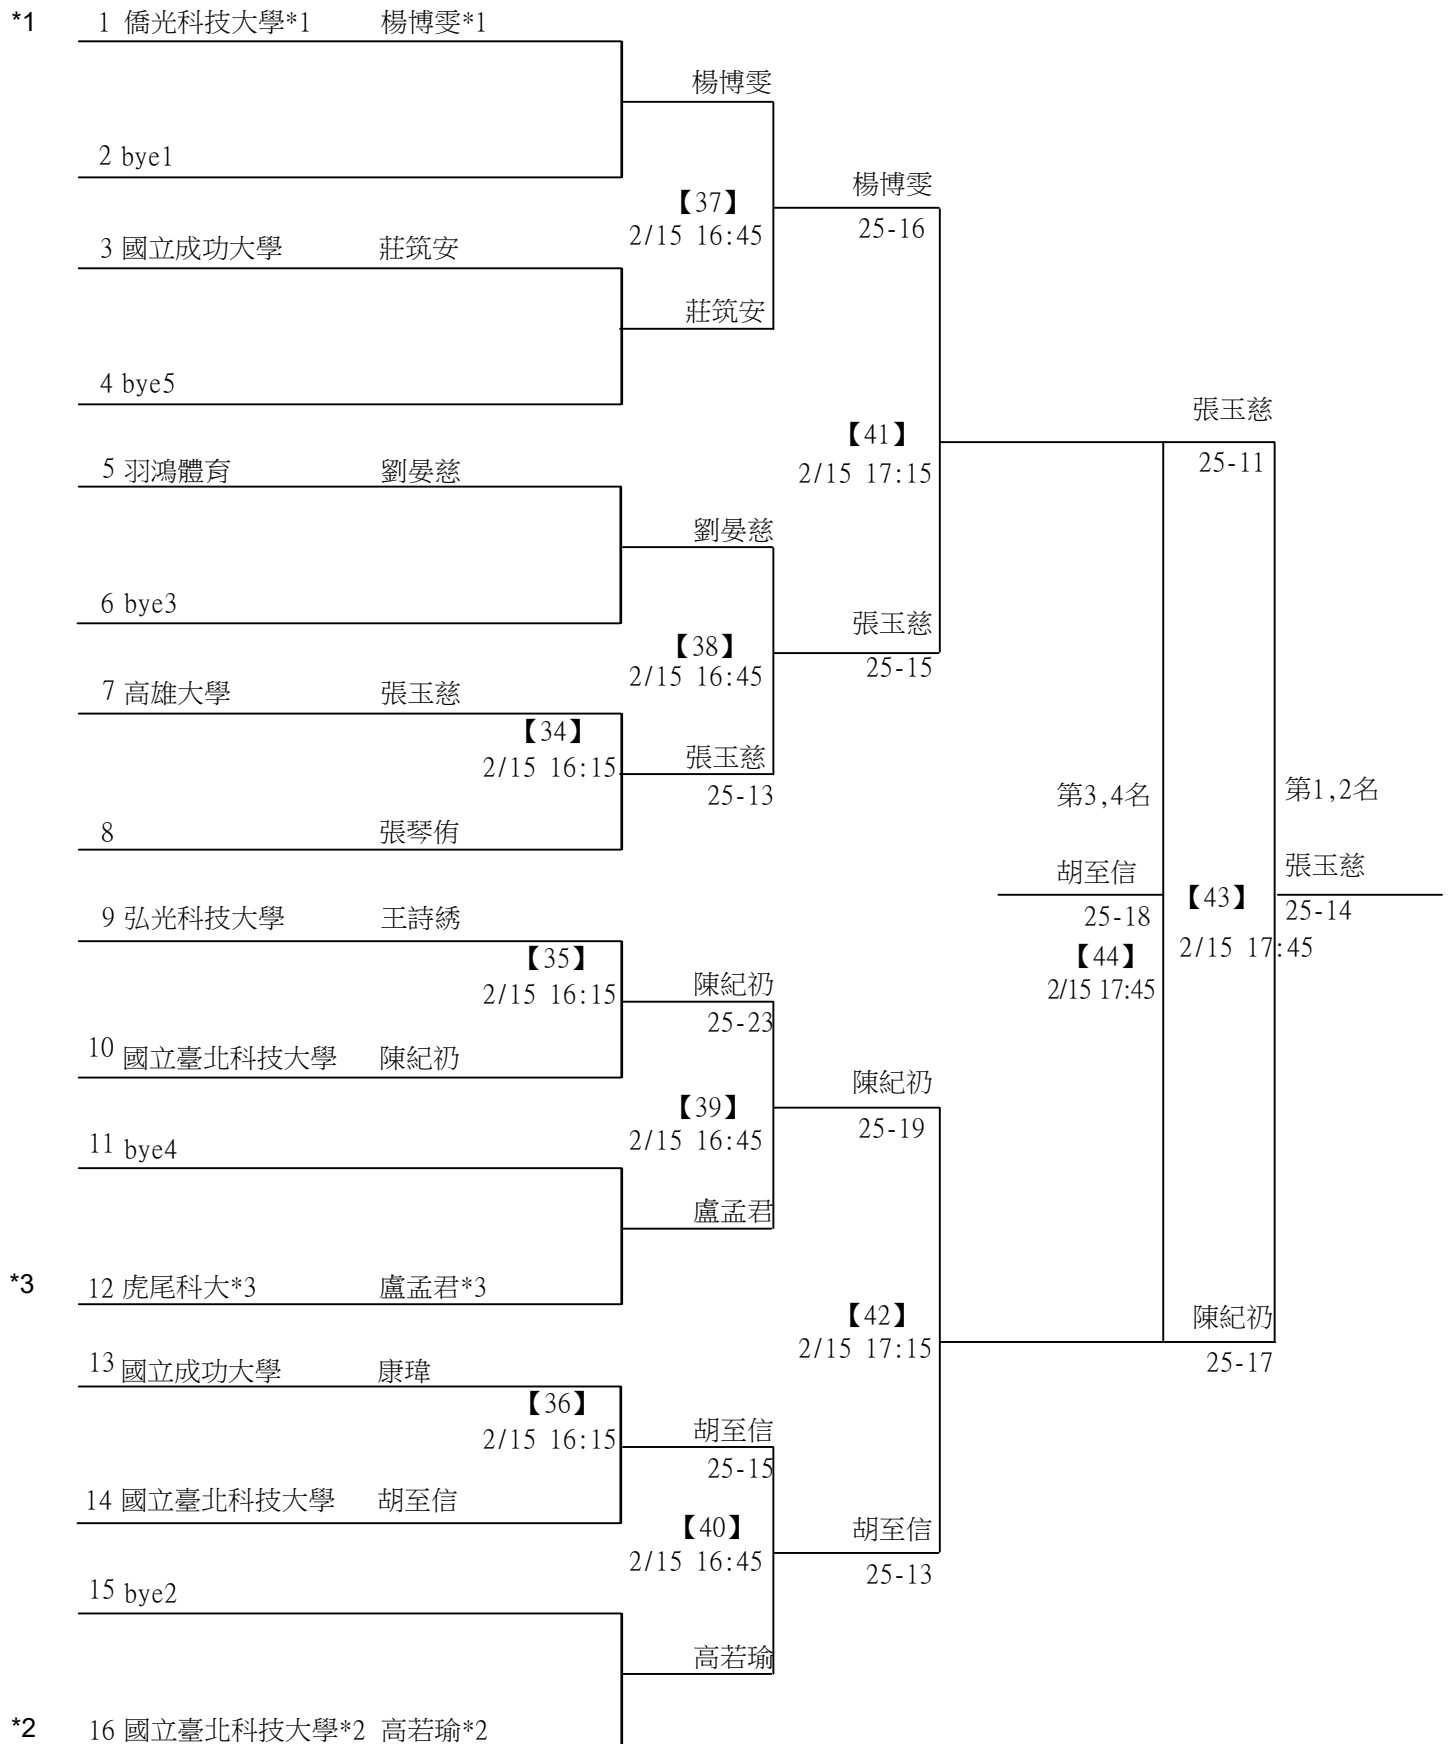 *1 1 僑光科技大學*1 楊博雯*1
楊博雯
2 bye1
楊博雯
【37】
25-16
2/15 16:45
3 國立成功大學 莊筑安
莊筑安
4 bye5
張玉慈
【41】
25-11
5 羽鴻體育 劉晏慈
2/15 17:15
劉晏慈
6 bye3
張玉慈
【38】
25-15
2/15 16:45
7 高雄大學 張玉慈
【34】
張玉慈
2/15 16:15
25-13
第3,4名
第1,2名
8 張琴侑
胡至信
張玉慈
【43】
25-18
25-14
9 弘光科技大學 王詩綉
【35】
【44】
2/15 17:45
陳紀礽
2/15 16:15
2/15 17:45
25-23
10 國立臺北科技大學 陳紀礽
陳紀礽
【39】
25-19
2/15 16:45
11 bye4
盧孟君
*3 12 虎尾科大*3 盧孟君*3
【42】
陳紀礽
2/15 17:15
25-17
13 國立成功大學 康瑋
【36】
胡至信
2/15 16:15
25-15
14 國立臺北科技大學 胡至信
【40】
胡至信
2/15 16:45
25-13
15 bye2
高若瑜
*2 16 國立臺北科技大學*2 高若瑜*2